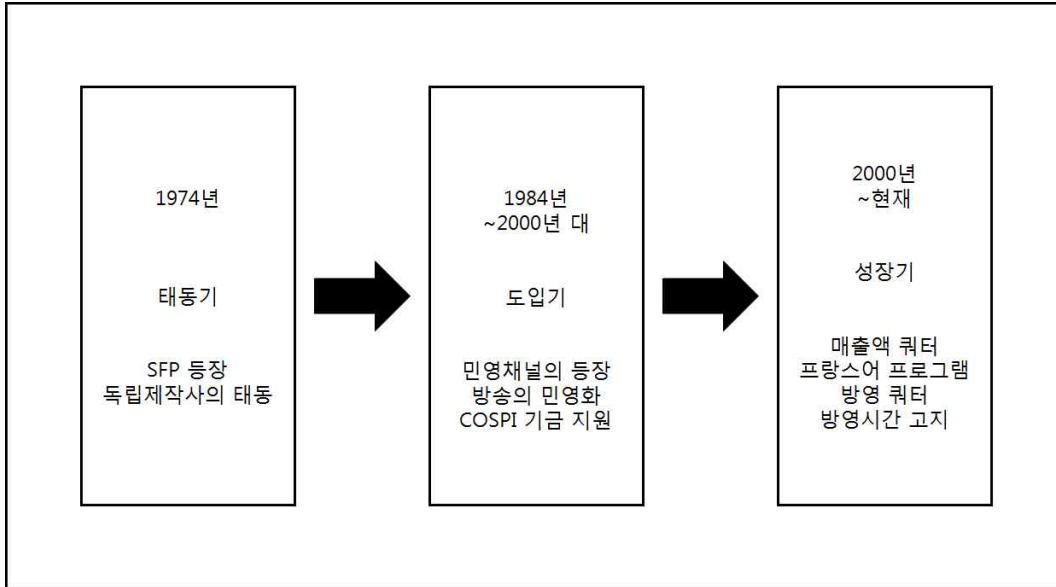 1974년
태동기
SFP 등장
독립제작사의 태동
1984년
~2000년 대
도입기
민영채널의 등장
방송의 민영화
COSPI 기금 지원
2000년
~현재
성장기
매출액 쿼터
프랑스어 프로그램
방영 쿼터
방영시간 고지